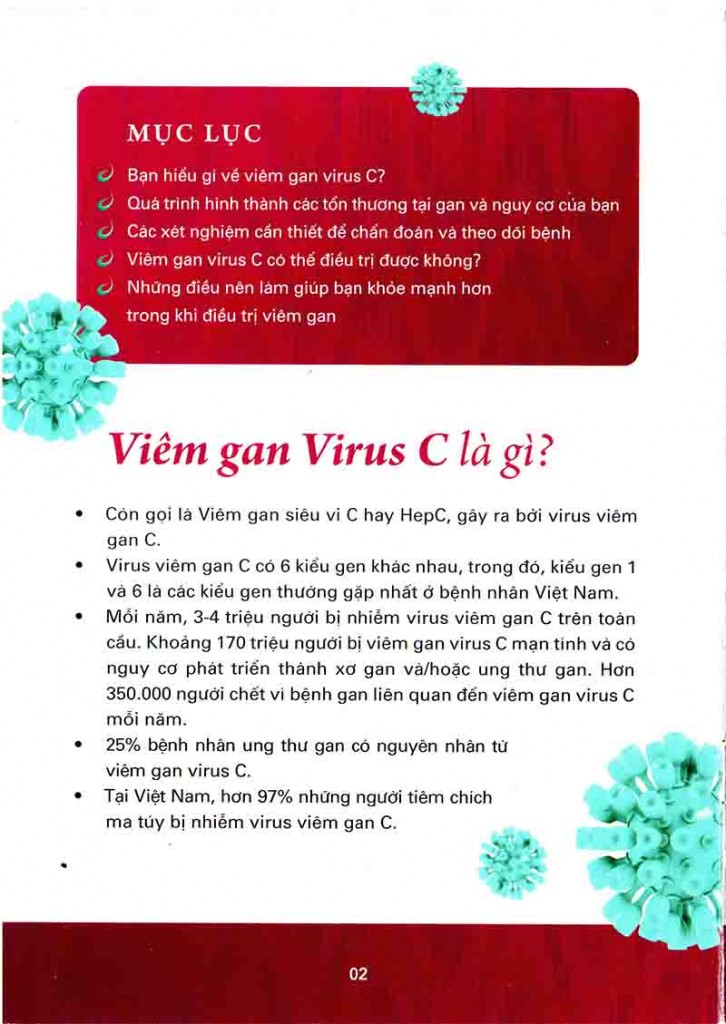 MỤC LỤC
Bạn hiểu gì về viêm gan virus C?
Quá trình hình thành các tổn thương tại gan và nguy cơ của bạn
Các xét nghiệm cần thiết để chẩn đoán và theo dõi bệnh
Viêm gan virus C có thể điều trị được không?
Những điều nên làm giúp bạn khỏe mạnh hơn
trong khi điều trị viêm gan
Viêm gan Virus C là gì?
• Còn gọi là Viêm gan siêu vi C hay HepC, gây ra bởi virus viêm
gan C.
• Virus viêm gan C có 6 kiểu gen khác nhau, trong đó, kiểu gen 1
và 6 là các kiểu gen thường gặp nhất ở bệnh nhân Việt Nam.
• Mỗi năm, 3-4 triệu người bị nhiễm virus viêm gan C trên toàn
cầu. Khoảng 170 triệu người bị viêm gan virus C mạn tính và có
nguy cơ phát triển thành xơ gan và/hoặc ung thư gan. Hơn
350.000 người chết vì bệnh gan liên quan đến viêm gan virus C
mỗi năm.
• 25% bệnh nhân ung thư gan có nguyên nhân từ
viêm gan virus C.
• Tại Việt Nam, hơn 97% những người tiêm chích
ma túy bị nhiễm virus viêm gan C.
02